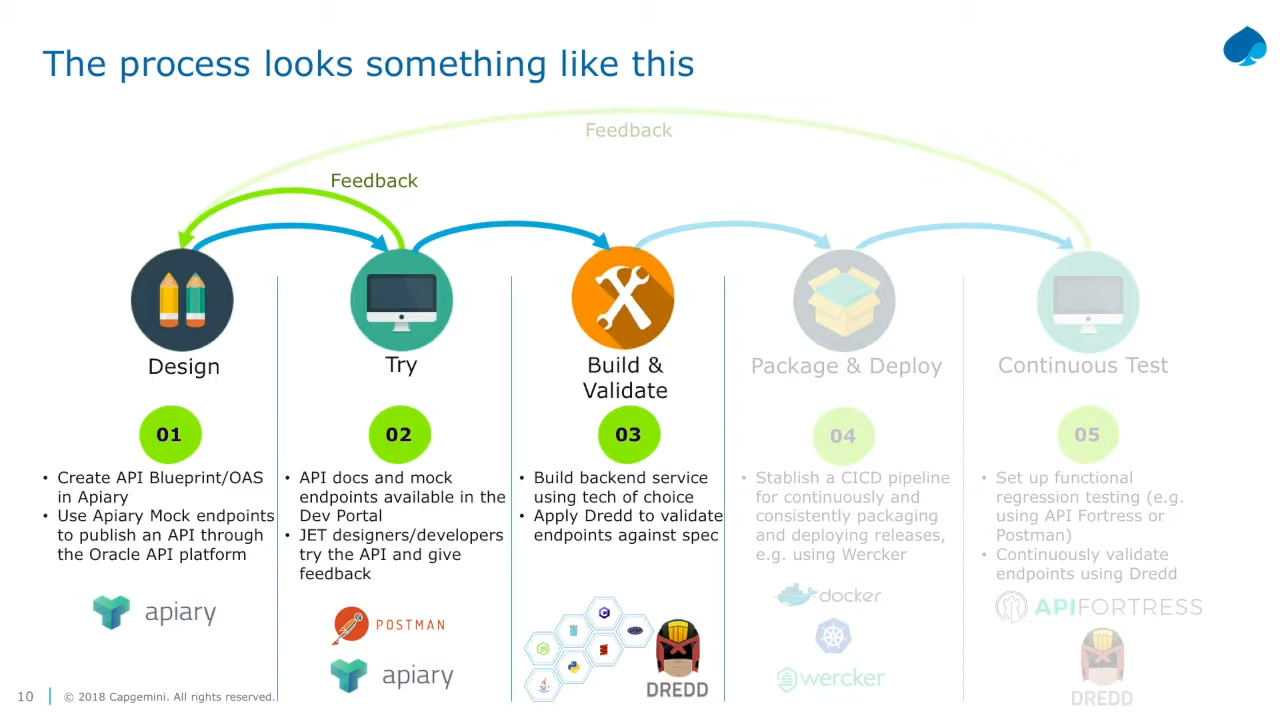 The process looks something like this
Feedback
Feedback
Design
Try
Build &
Validate
Package & Deploy
Continuous Test
01
02
03
04
05
• Create API Blueprint/OAS
in Apiary
• Use Apiary Mock endpoints
to publish an API through
the Oracle API platform
apiary
• API docs and mock
endpoints available in the
Dev Portal
• JET designers/developers
try the API and give
feedback
POSTMAN
apiary
• Build backend service
using tech of choice
• Apply Dredd to validate
endpoints against spec
DREDD
• Stablish a CICD pipeline
for continuously and
consistently packaging
and deploying releases,
e.g. using Wercker
docker
wercker
• Set up functional
regression testing (e.g.
using API Fortress or
Postman)
• Continuously validate
endpoints using Dredd
APIFORTRESS
DREDD
10
© 2018 Capgemini. All rights reserved.